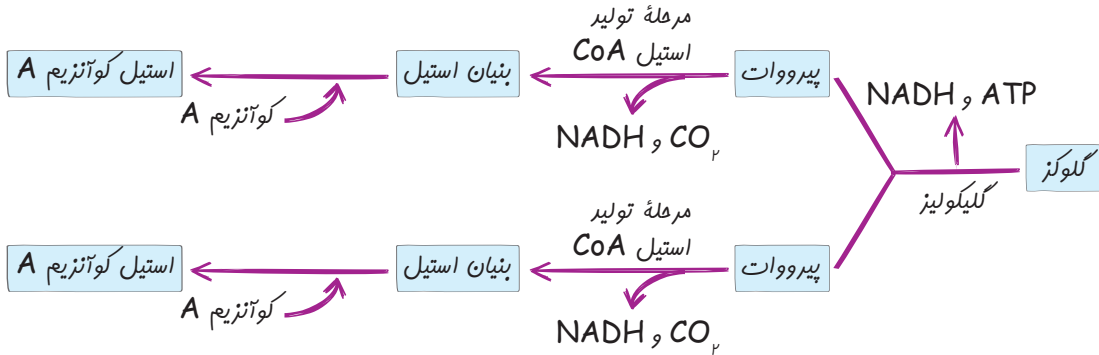 گلوکز
NADH و ATP
گلیکولیز
پیرووات
مرحلهٔ تولید
استیل CoA
NADH و CO۲
بنیان استیل
کوآنزیم A
استیل کوآنزیم A
پیرووات
مرحلهٔ تولید
استیل CoA
NADH و CO۲
بنیان استیل
کوآنزیم A
استیل کوآنزیم A